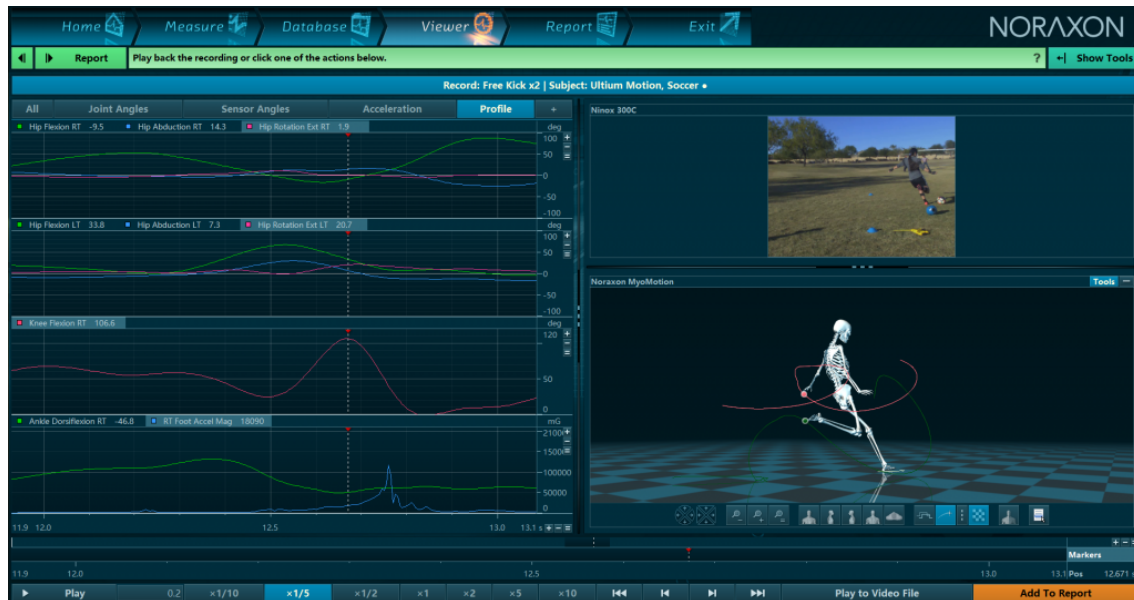 Home Measure Database Viewer Report Exit NORAXON
Report Play back the recording or click one of the actions below. ? Show Tools
Record: Free Kick x2 | Subject: Ultium Motion, Soccer •
All Joint Angles Sensor Angles Acceleration Profile +
Ninox 300C
Hip Flexion RT -9.5 Hip Abduction RT 14.3 Hip Rotation Ext RT 1.9 deg
100
50
0
-50
-100
Hip Flexion LT 33.8 Hip Abduction LT 7.3 Hip Rotation Ext LT 20.7 deg
100
50
0
-50
-100
Noraxon MyoMotion Tools
Knee Flexion RT 106.6 deg
120
50
0
Ankle Dorsiflexion RT -46.8 RT Foot Accel Mag 18090 mG
100000
50000
0
11.9 12.0 12.5 13.0 13.1 s
Markers
11.9 12.0 12.5 13.0 13.1 Pos 12.671 s
Play 0.2 ×1/10 ×1/5 ×1/2 ×1 ×2 ×5 ×10 Play to Video File Add To Report